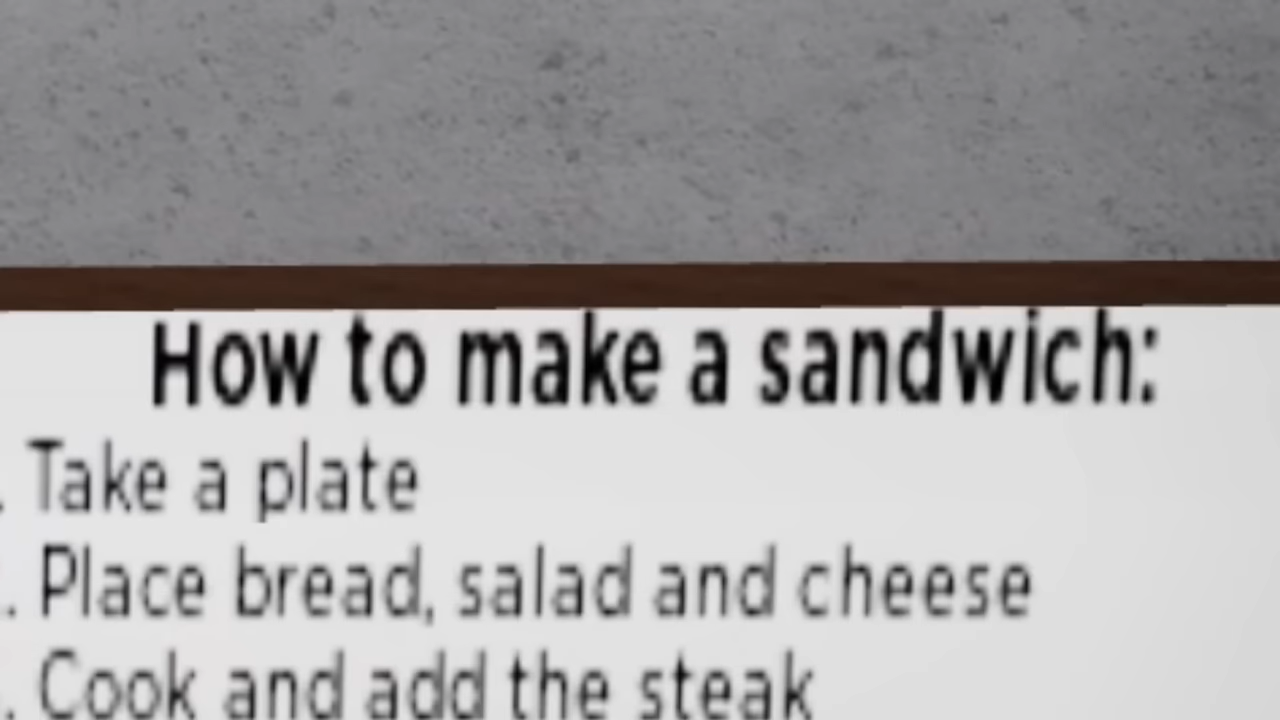 How to make a sandwich:
. Take a plate
. Place bread, salad and cheese
. Cook and add the steak